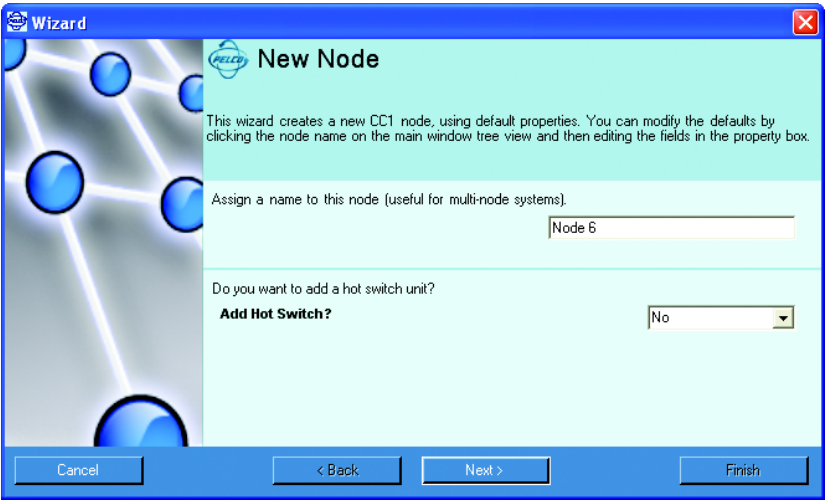 Wizard
PELCO
New Node
This wizard creates a new CC1 node, using default properties. You can modify the defaults by
clicking the node name on the main window tree view and then editing the fields in the property box.
Assign a name to this node (useful for multi-node systems).
Node 6
Do you want to add a hot switch unit?
Add Hot Switch?
No
Cancel
< Back
Next >
Finish